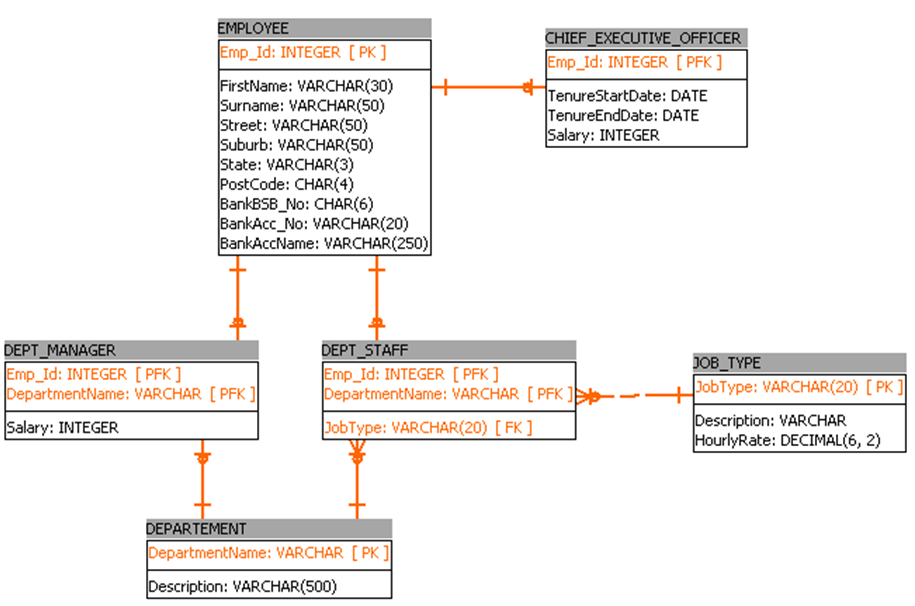 EMPLOYEE
Emp_Id: INTEGER [ PK ]
FirstName: VARCHAR(30)
Surname: VARCHAR(50)
Street: VARCHAR(50)
Suburb: VARCHAR(50)
State: VARCHAR(3)
PostCode: CHAR(4)
BankBSB_No: CHAR(6)
BankAcc_No: VARCHAR(20)
BankAccName: VARCHAR(250)
CHIEF_EXECUTIVE_OFFICER
Emp_Id: INTEGER [ PFK ]
TenureStartDate: DATE
TenureEndDate: DATE
Salary: INTEGER
DEPT_MANAGER
Emp_Id: INTEGER [ PFK ]
DepartmentName: VARCHAR [ PFK ]
Salary: INTEGER
DEPT_STAFF
Emp_Id: INTEGER [ PFK ]
DepartmentName: VARCHAR [ PFK ]
JobType: VARCHAR(20) [ FK ]
JOB_TYPE
JobType: VARCHAR(20) [ PK ]
Description: VARCHAR
HourlyRate: DECIMAL(6, 2)
DEPARTEMENT
DepartmentName: VARCHAR [ PK ]
Description: VARCHAR(500)